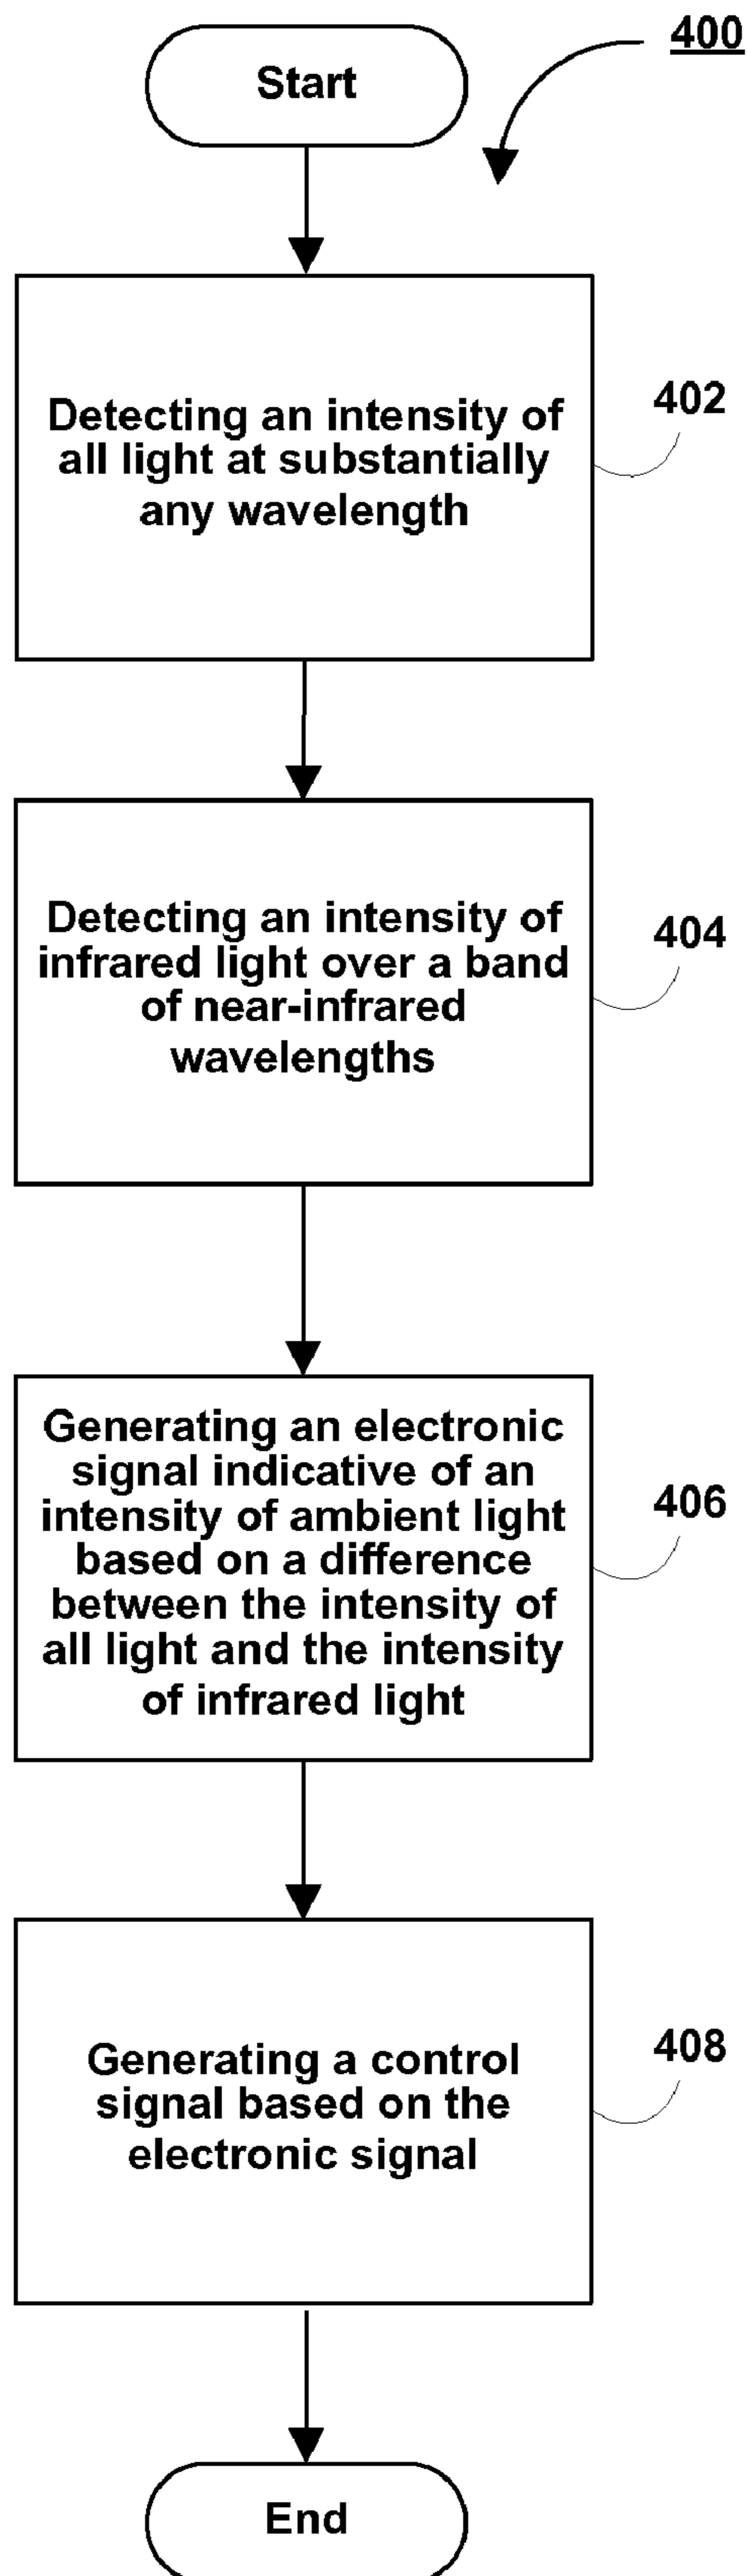 400
Start
Detecting an intensity of
all light at substantially
any wavelength
402
Detecting an intensity of
infrared light over a band
of near-infrared
wavelengths
404
Generating an electronic
signal indicative of an
intensity of ambient light
based on a difference
between the intensity of
all light and the intensity
of infrared light
406
Generating a control
signal based on the
electronic signal
408
End